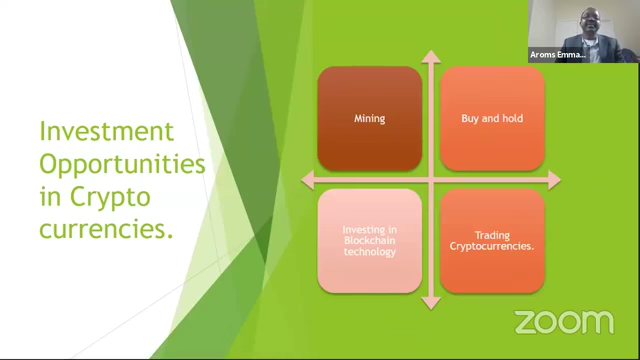 Aroms Emma...
Investment
Opportunities
in Crypto
currencies.
Mining
Buy and hold
Investing in
Blockchain
technology
Trading
Cryptocurrencies.
zoom